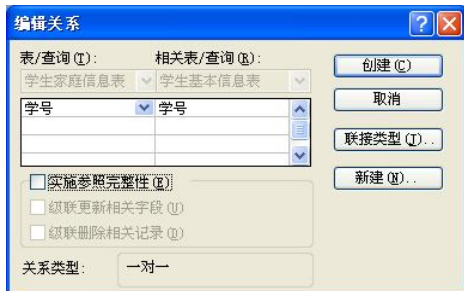 编辑关系
表/查询(T):
相关表/查询(R):
学生家庭信息表
学生基本信息表
学号
学号
实施参照完整性(E)
级联更新相关字段(U)
级联删除相关记录(D)
关系类型:
一对一
创建(C)
取消
联接类型(J)..
新建(N)..